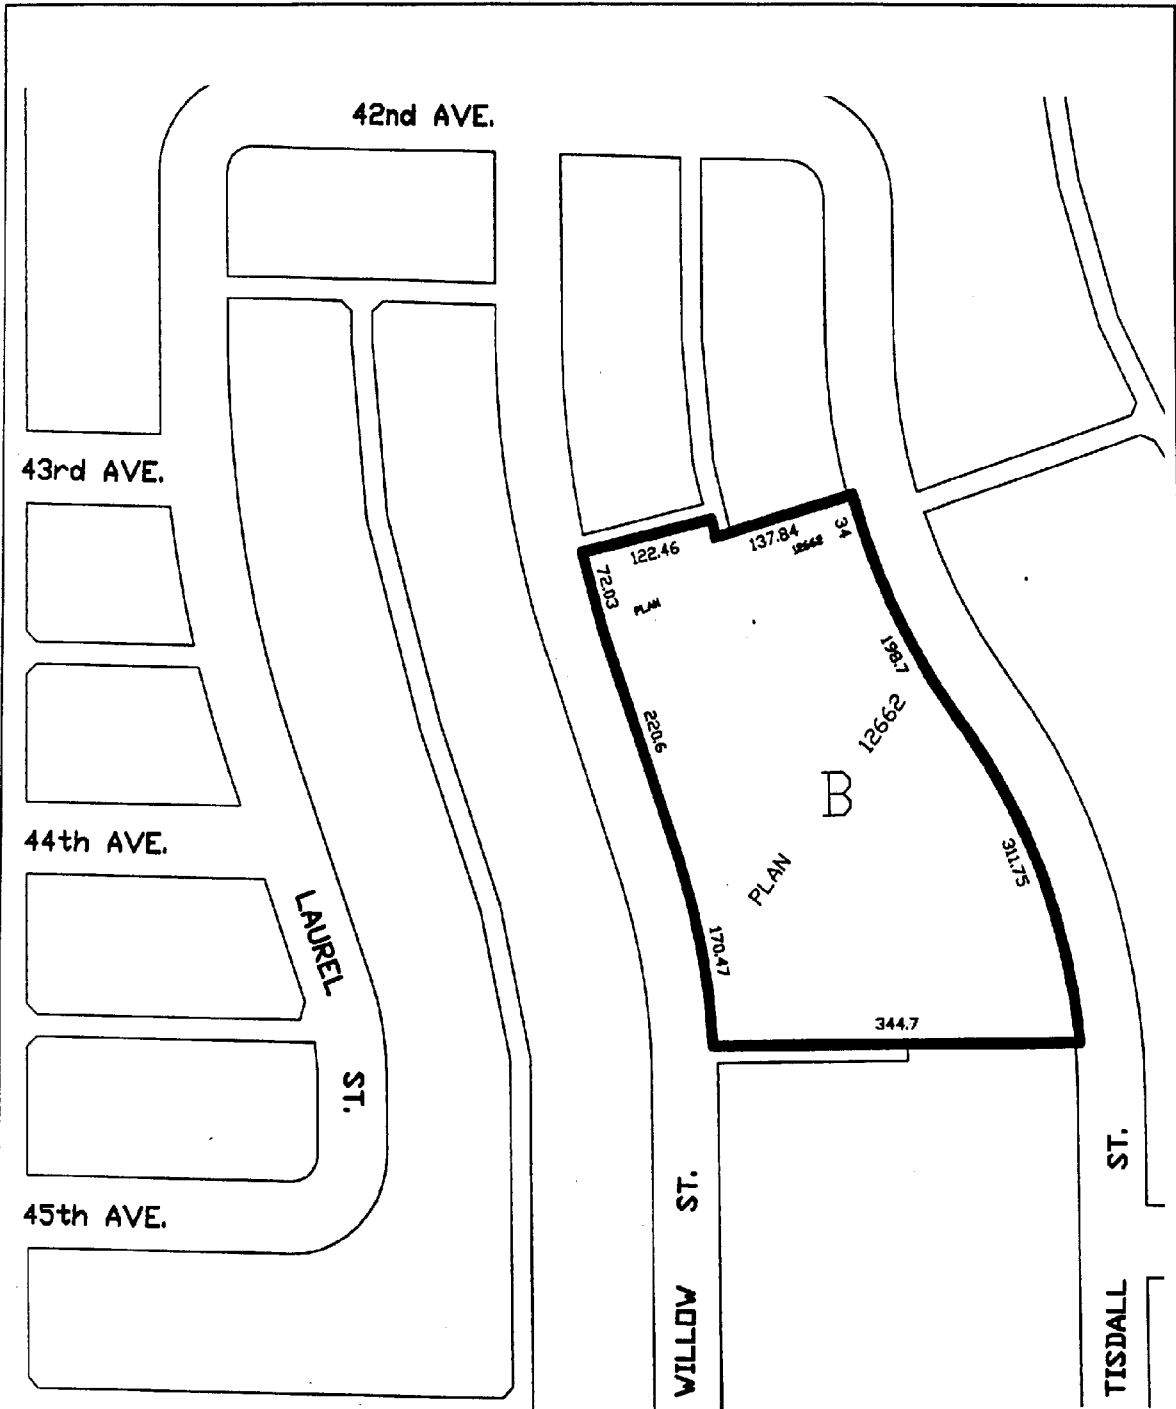 42nd AVE.
43rd AVE.
122.46
137.84
12662
34
72.03
PLAN
198.7
220.6
12662
B
44th AVE.
311.75
PLAN
LAUREL
170.47
344.7
ST.
ST.
ST.
45th AVE.
WILLOW
TISDALL